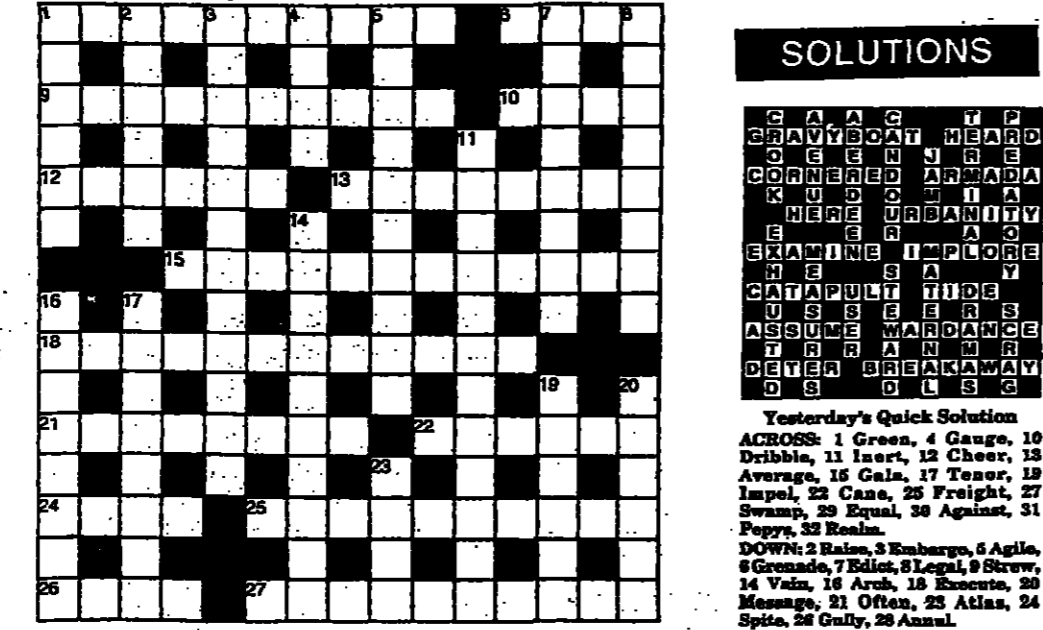 1 2 3 4 5 6 7 8
9 10
11
12 13
14
15
16 17
18
19 20
21 22
23
24 25
26 27
SOLUTIONS
C A A C T P
GRAVYBOAT HEARD
O E E N J R E
CORNERED ARMADA
K U D O M I A
HERE URBANITY
E E R A O
EXAMINE IMPLORE
H E S A Y
CATAPULT TIDE
U S S E E R S
ASSUME WARDANCE
T R R A N M R
DETER BREAKAWAY
D S D L S G
Yesterday's Quick Solution
ACROSS: 1 Green, 4 Gauge, 10
Dribble, 11 Inert, 12 Cheer, 13
Average, 15 Gala, 17 Tenor, 19
Impel, 22 Cane, 25 Freight, 27
Swamp, 29 Equal, 30 Against, 31
Pepys, 32 Realm.
DOWN: 2 Raise, 3 Embargo, 5 Agile,
6 Grenade, 7 Edict, 8 Legal, 9 Strew,
14 Vain, 16 Arch, 18 Execute, 20
Message, 21 Often, 23 Atlas, 24
Spite, 26 Gully, 28 Annul.